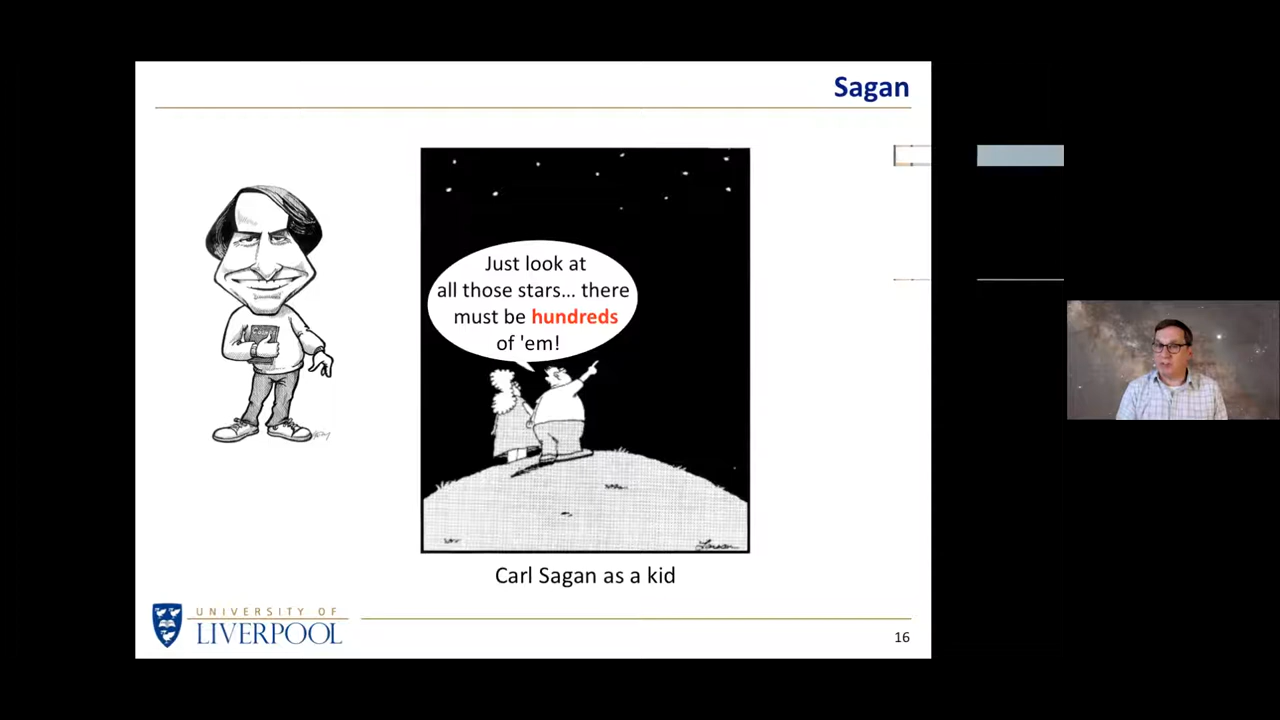 Sagan
Just look at
all those stars... there
must be hundreds
of 'em!
Larson
Carl Sagan as a kid
UNIVERSITY OF
LIVERPOOL
16